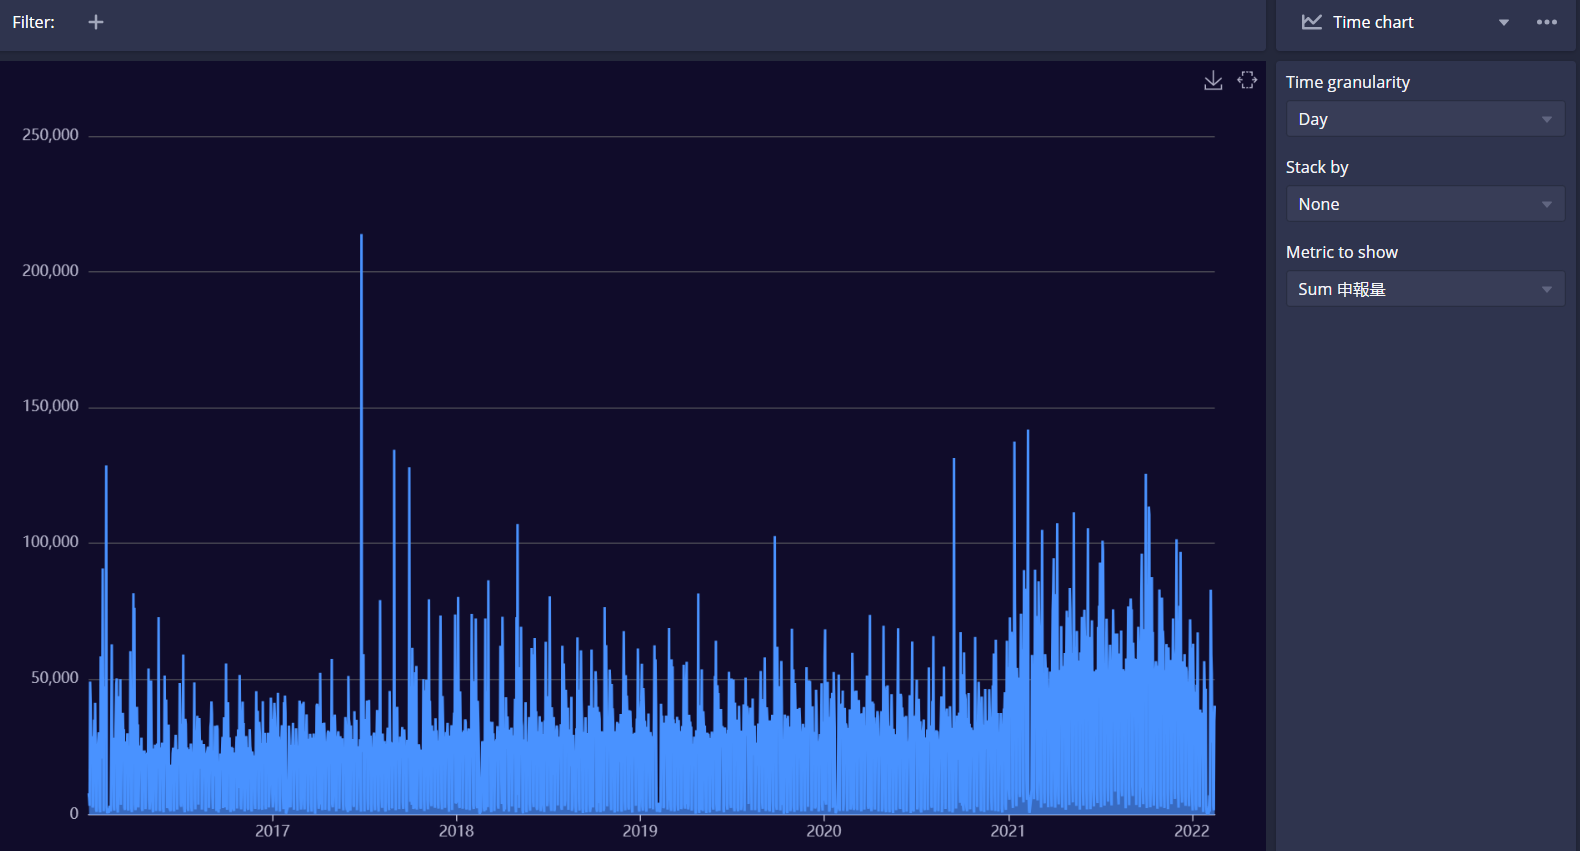 Filter:
Time chart
Time granularity
Day
Stack by
None
Metric to show
Sum 申報量
250,000
200,000
150,000
100,000
50,000
0
2017 2018 2019 2020 2021 2022